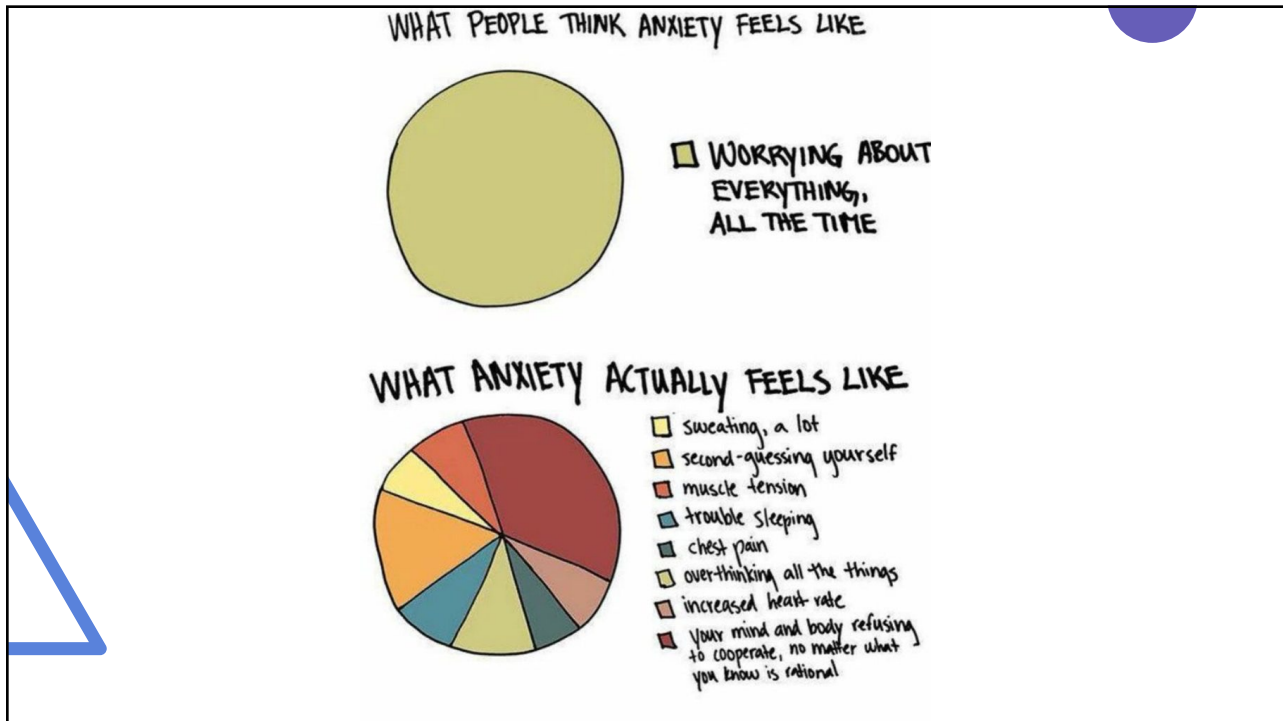 WHAT PEOPLE THINK ANXIETY FEELS LIKE
WORRYING ABOUT
EVERYTHING,
ALL THE TIME
WHAT ANXIETY ACTUALLY FEELS LIKE
sweating, a lot
second-guessing yourself
muscle tension
trouble sleeping
chest pain
overthinking all the things
increased heart rate
your mind and body refusing
to cooperate, no matter what
you know is rational